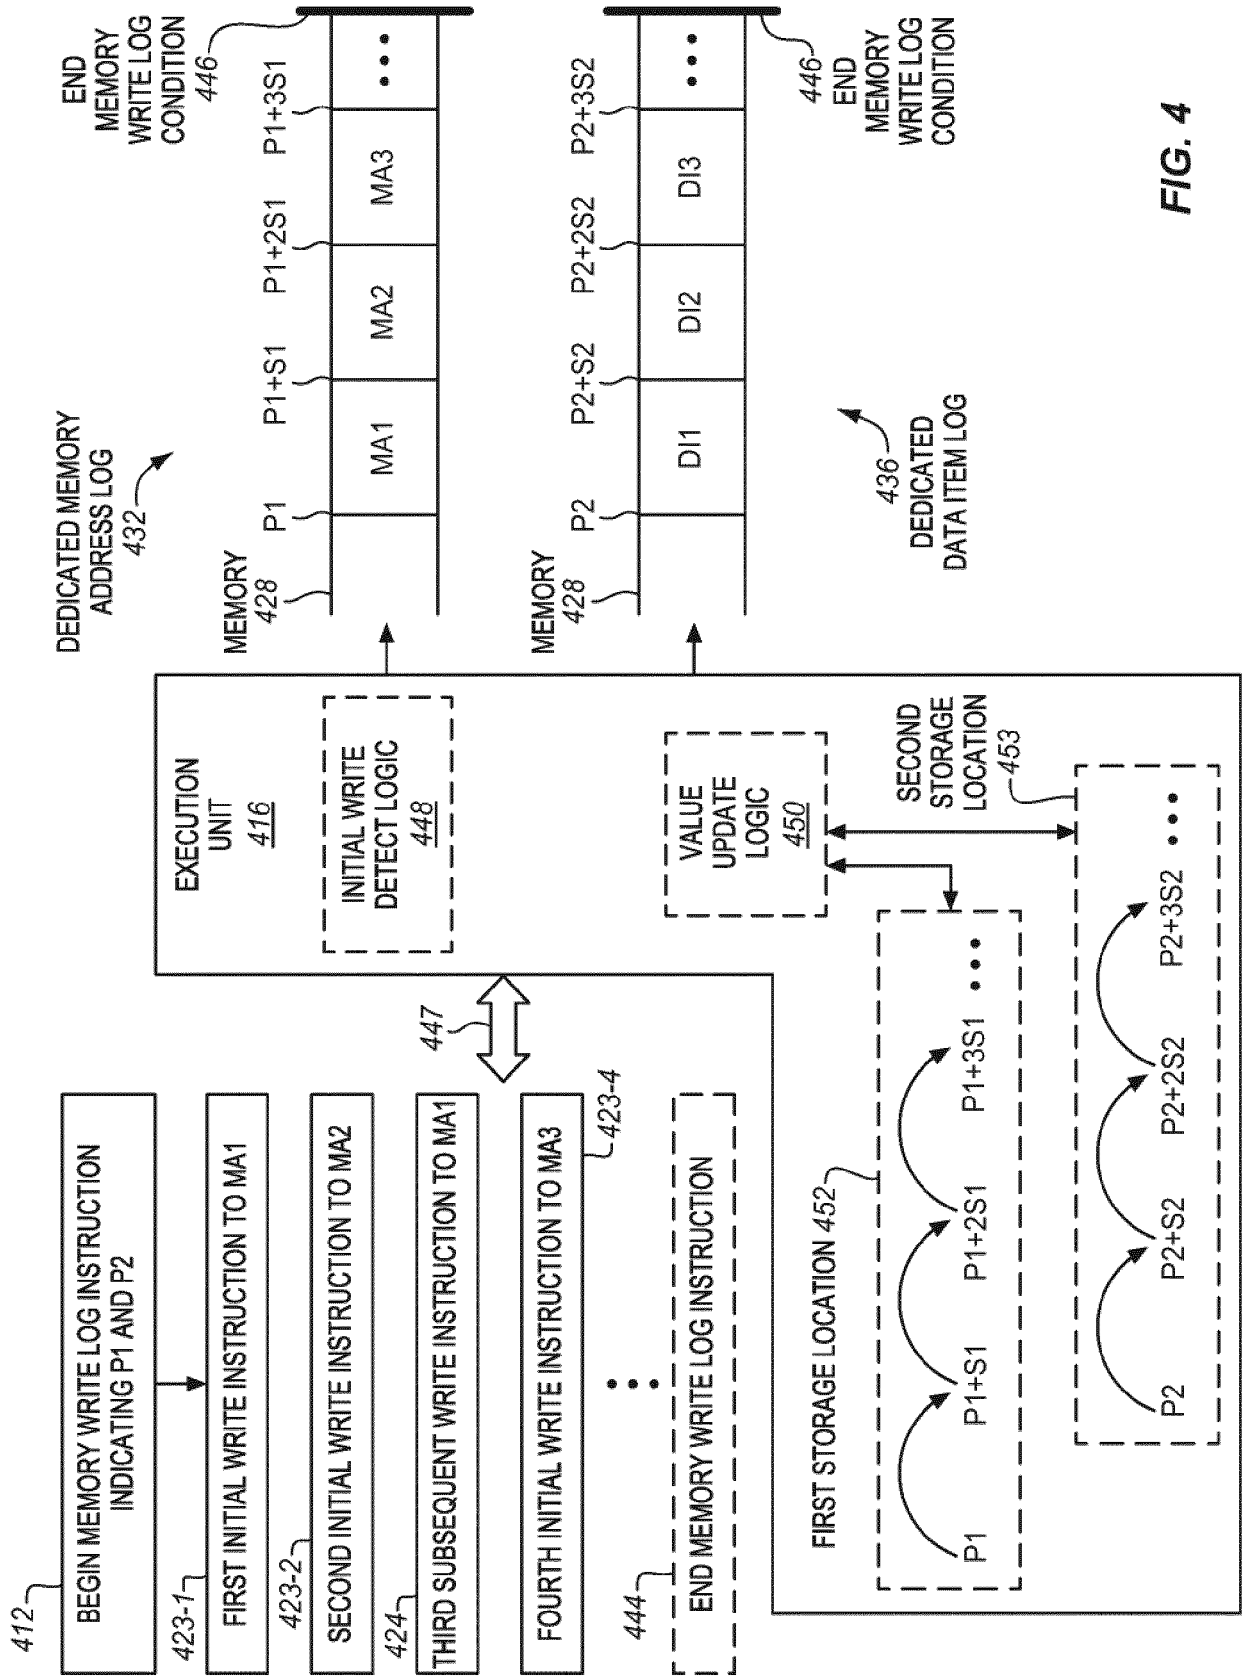 412
BEGIN MEMORY WRITE LOG INSTRUCTION
INDICATING P1 AND P2
423-1
FIRST INITIAL WRITE INSTRUCTION TO MA1
423-2
SECOND INITIAL WRITE INSTRUCTION TO MA2
424
THIRD SUBSEQUENT WRITE INSTRUCTION TO MA1
FOURTH INITIAL WRITE INSTRUCTION TO MA3
423-4
444
END MEMORY WRITE LOG INSTRUCTION
447
EXECUTION
UNIT
416
INITIAL WRITE
DETECT LOGIC
448
VALUE
UPDATE
LOGIC
450
FIRST STORAGE LOCATION 452
P1
P1+S1
P1+2S1
P1+3S1
SECOND
STORAGE
LOCATION
453
P2
P2+S2
P2+2S2
P2+3S2
DEDICATED MEMORY
ADDRESS LOG
432
MEMORY
428
P1
P1+S1
P1+2S1
P1+3S1
MA1
MA2
MA3
END
MEMORY
WRITE LOG
CONDITION
446
MEMORY
428
P2
P2+S2
P2+2S2
P2+3S2
DI1
DI2
DI3
446
END
MEMORY
WRITE LOG
CONDITION
436
DEDICATED
DATA ITEM LOG
FIG. 4